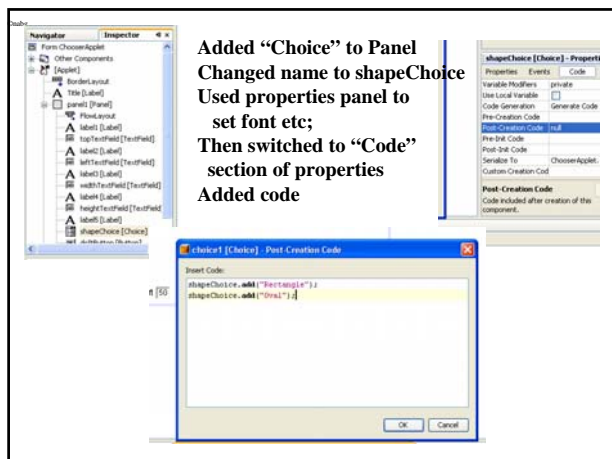 Navigator
Inspector
Form ChooserApplet
Other Components
[Applet]
BorderLayout
Title [Label]
panel1 [Panel]
FlowLayout
label1 [Label]
topTextField [TextField]
label2 [Label]
leftTextField [TextField]
label3 [Label]
widthTextField [TextField]
label4 [Label]
heightTextField [TextField]
label5 [Label]
shapeChoice [Choice]
Added “Choice” to Panel
Changed name to shapeChoice
Used properties panel to
set font etc;
Then switched to “Code”
section of properties
Added code
shapeChoice [Choice] - Properti
Properties Events Code
Variable Modifiers private
Use Local Variable
Code Generation Generate Code
Pre-Creation Code
Post-Creation Code null
Pre-Init Code
Post-Init Code
Serialize To ChooserApplet.
Custom Creation Cod
Post-Creation Code
Code included after creation of this
component.
50
choice1 [Choice] - Post-Creation Code
Insert Code:
shapeChoice.add("Rectangle");
shapeChoice.add("Oval");
OK Cancel